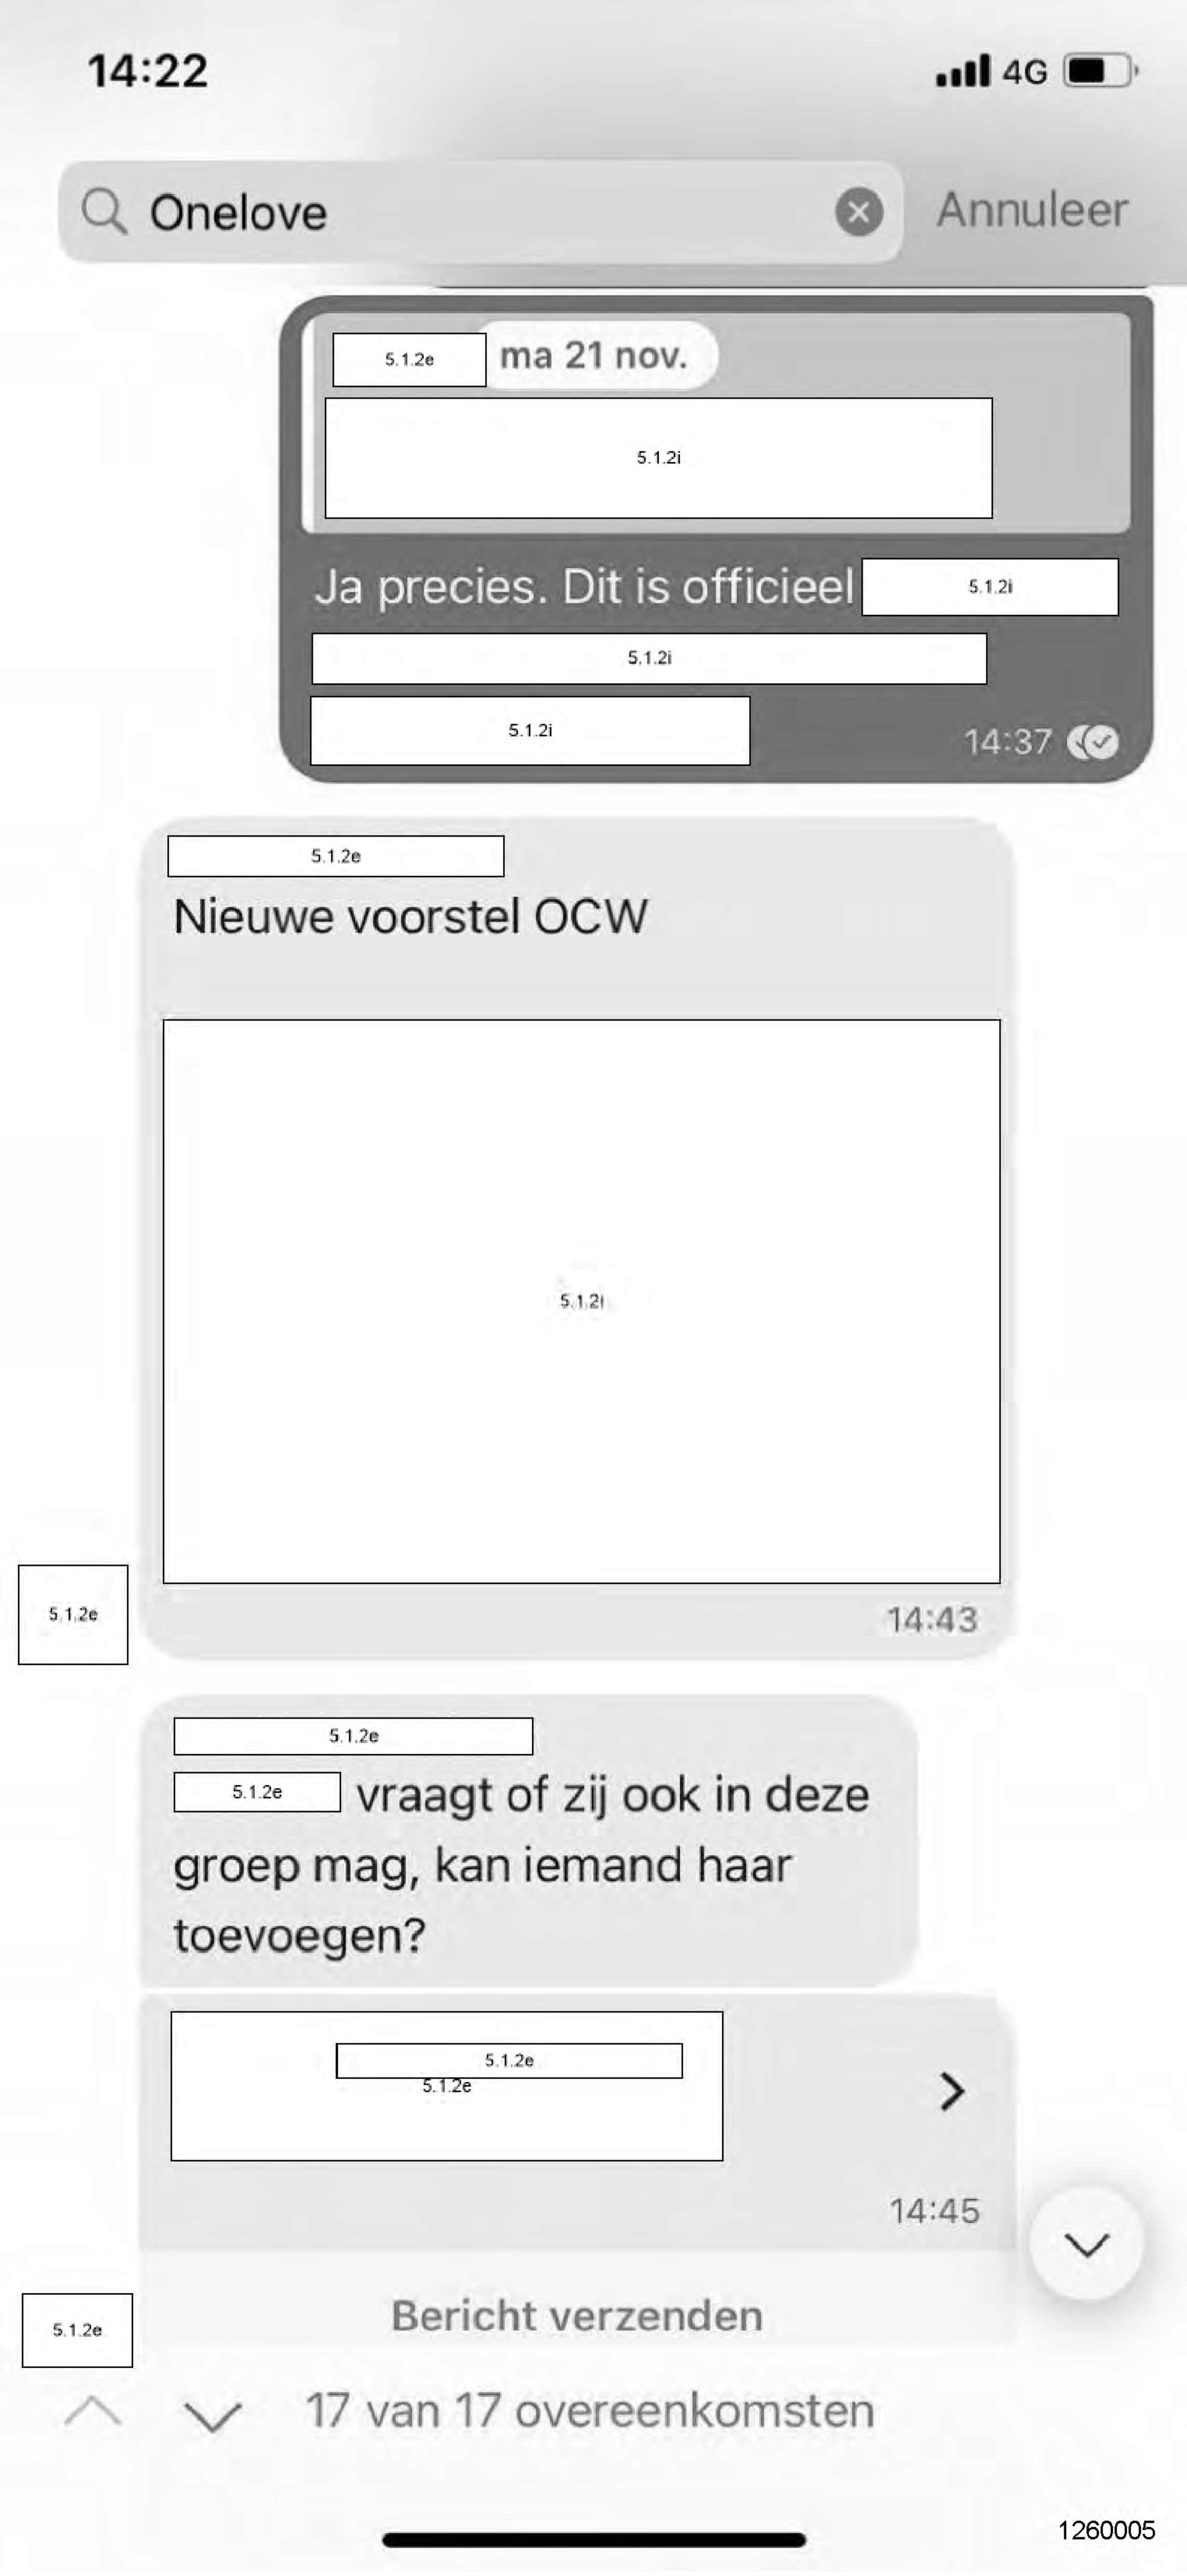 14:22 4G
Onelove Annuleer
5.1.2e ma 21 nov.
5.1.2i
Ja precies. Dit is officieel 5.1.2i
5.1.2i
5.1.2i 14:37
5.1.2e
Nieuwe voorstel OCW
5.1.2i
5.1.2e
14:43
5.1.2e
5.1.2e vraagt of zij ook in deze
groep mag, kan iemand haar
toevoegen?
5.1.2e
5.1.2e
14:45
Bericht verzenden
5.1.2e
17 van 17 overeenkomsten
1260005